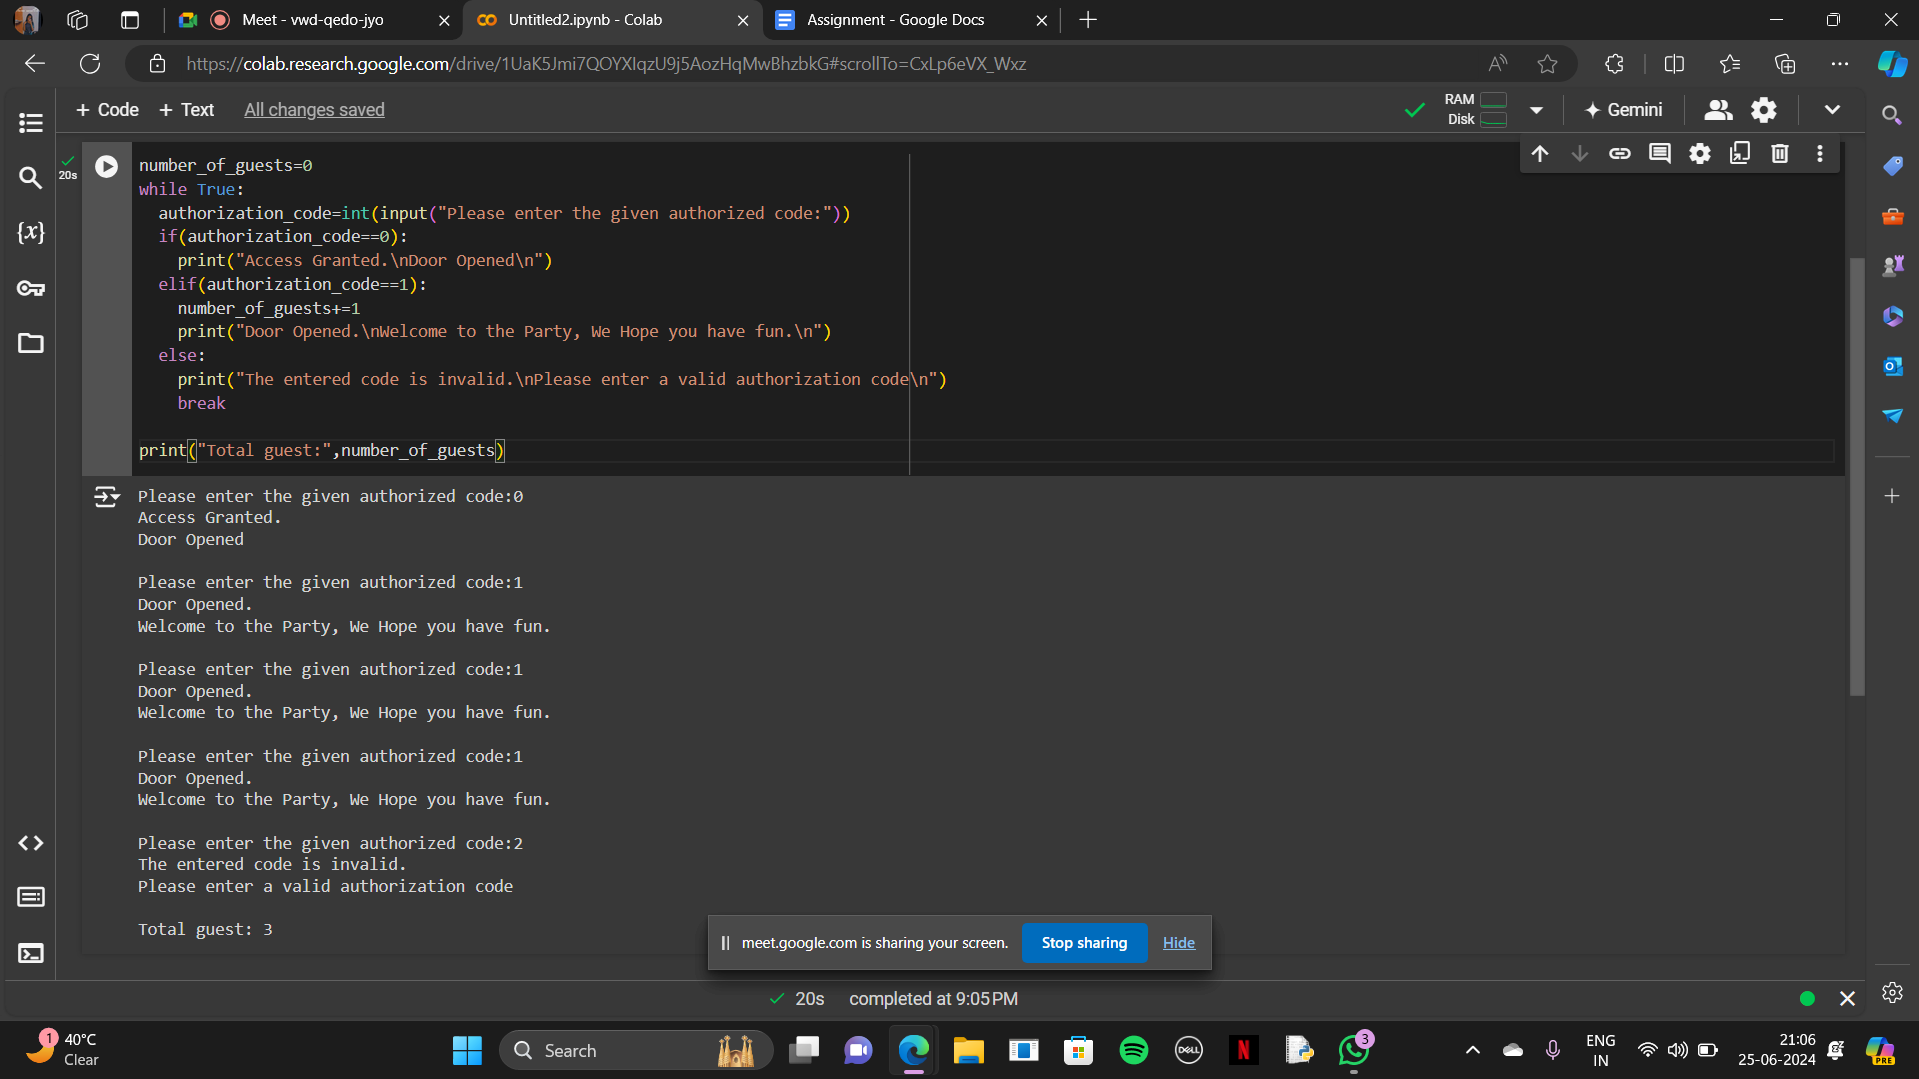 Meet - vwd-qedo-jyo
Untitled2.ipynb - Colab
Assignment - Google Docs
https://colab.research.google.com/drive/1UaK5Jmi7QOYXIqzU9j5AozHqMwBhzbkG#scrollTo=CxLp6eVX_Wxz
+ Code + Text All changes saved
RAM
Disk
Gemini
20s
number_of_guests=0
while True:
  authorization_code=int(input("Please enter the given authorized code:"))
  if(authorization_code==0):
    print("Access Granted.\nDoor Opened\n")
  elif(authorization_code==1):
    number_of_guests+=1
    print("Door Opened.\nWelcome to the Party, We Hope you have fun.\n")
  else:
    print("The entered code is invalid.\nPlease enter a valid authorization code\n")
    break
print("Total guest:",number_of_guests)
Please enter the given authorized code:0
Access Granted.
Door Opened
Please enter the given authorized code:1
Door Opened.
Welcome to the Party, We Hope you have fun.
Please enter the given authorized code:1
Door Opened.
Welcome to the Party, We Hope you have fun.
Please enter the given authorized code:1
Door Opened.
Welcome to the Party, We Hope you have fun.
Please enter the given authorized code:2
The entered code is invalid.
Please enter a valid authorization code
Total guest: 3
meet.google.com is sharing your screen. Stop sharing Hide
20s completed at 9:05 PM
1
40°C
Clear
Search
DELL
N
3
ENG
IN
21:06
25-06-2024
PRE